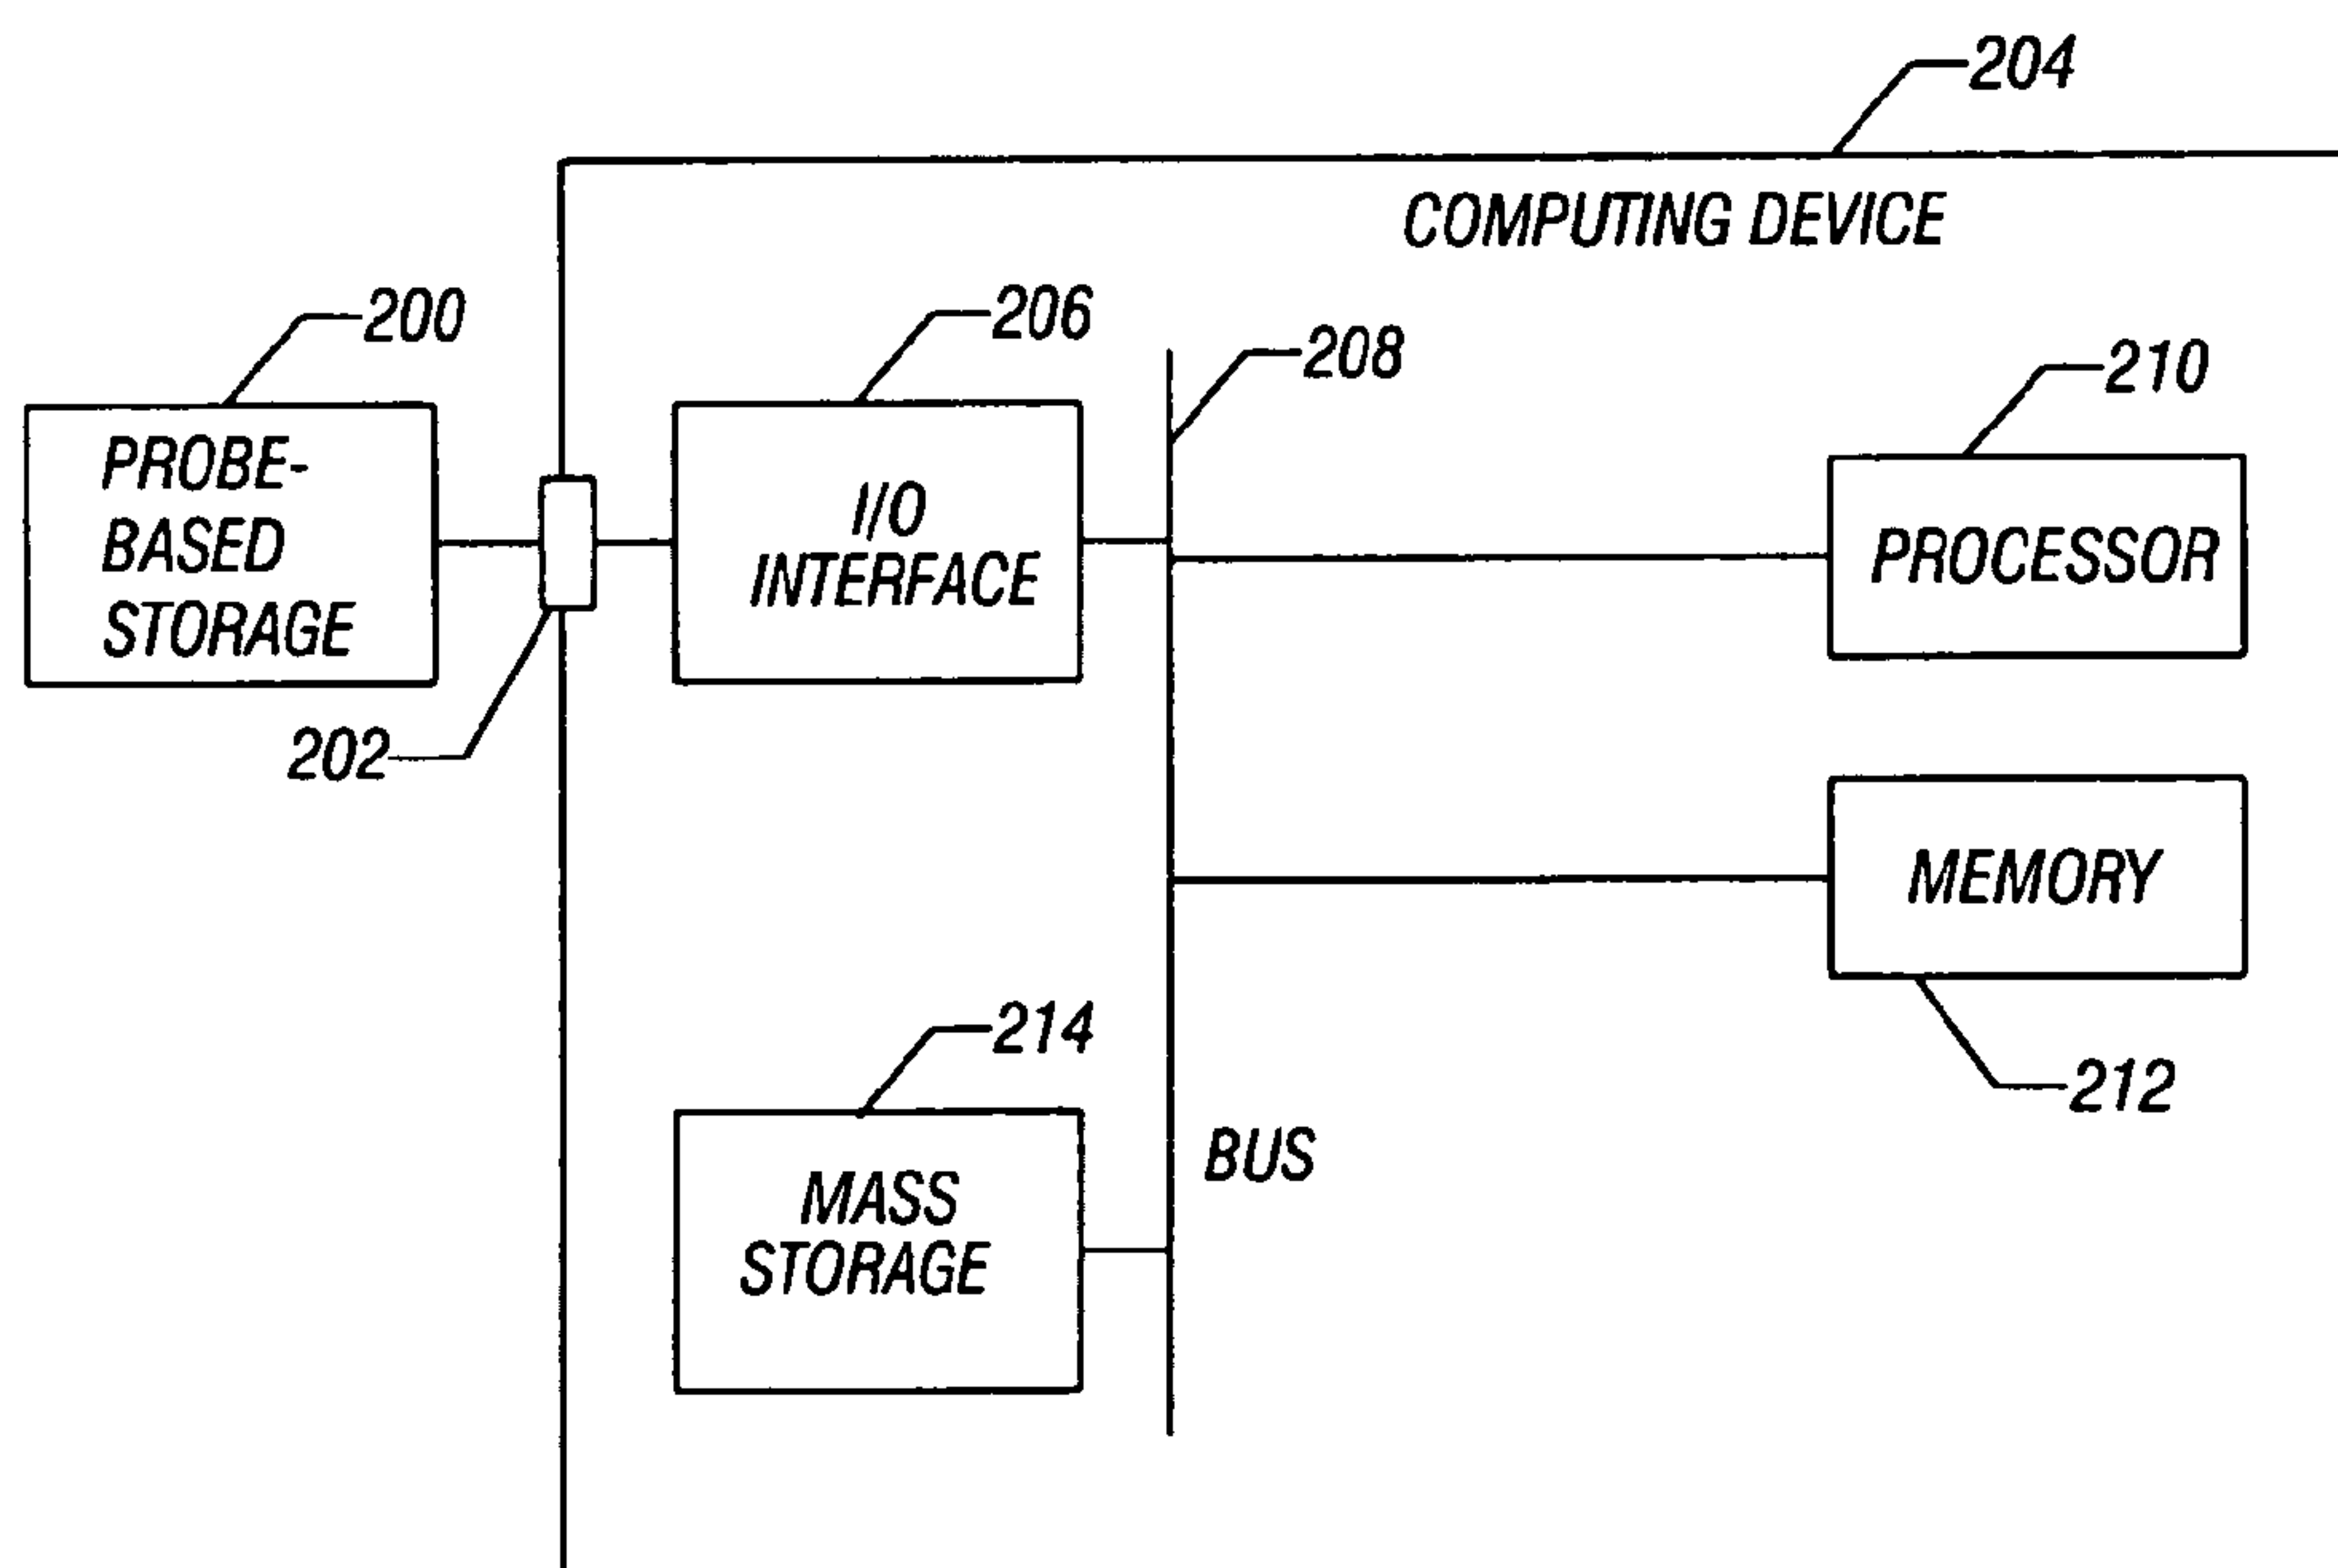 204
COMPUTING DEVICE
200
206
208
210
PROBE-
BASED
STORAGE
I/O
INTERFACE
PROCESSOR
202
MEMORY
214
212
BUS
MASS
STORAGE